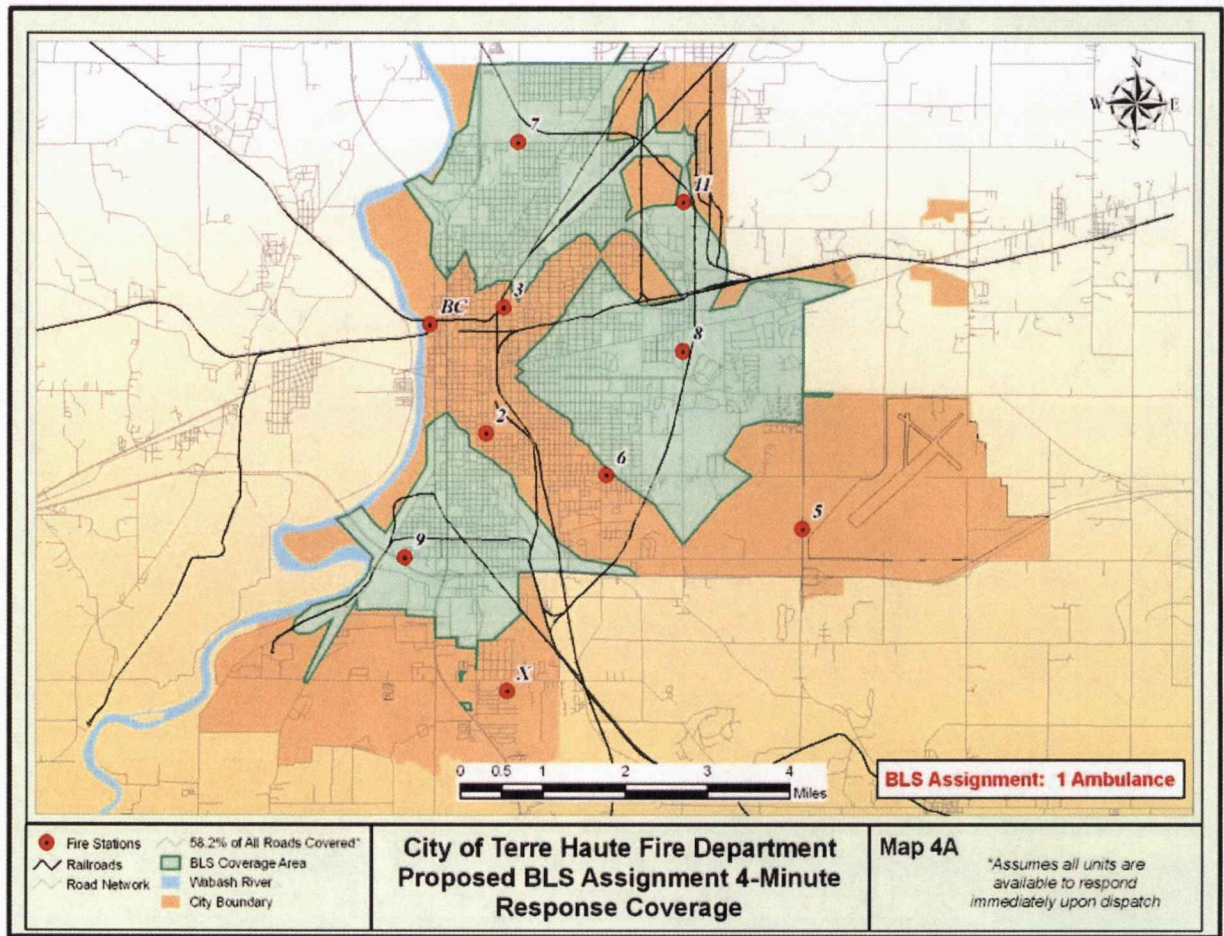 N
W E
S
7
11
3
BC
8
2
6
5
9
X
0 0.5 1 2 3 4
Miles
BLS Assignment: 1 Ambulance
Fire Stations
Railroads
Road Network
58.2% of All Roads Covered*
BLS Coverage Area
Wabash River
City Boundary
City of Terre Haute Fire Department
Proposed BLS Assignment 4-Minute
Response Coverage
Map 4A
*Assumes all units are
available to respond
immediately upon dispatch